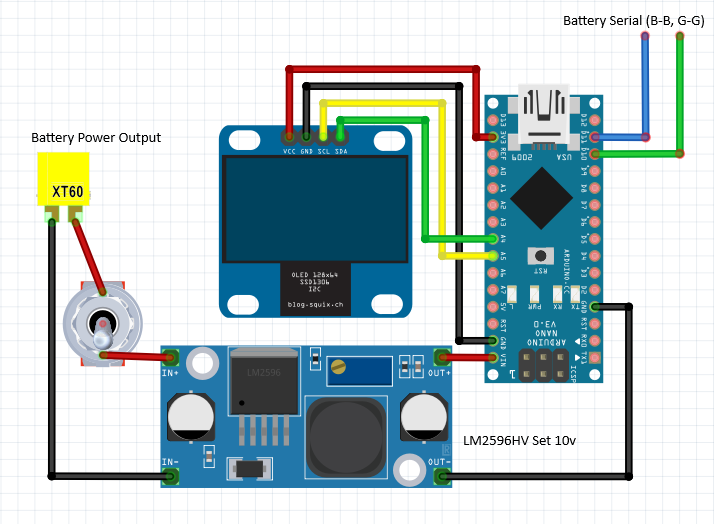 Battery Serial (B-B, G-G)
Battery Power Output
XT60
VCC GND SCL SDA
OLED 128x64
SSD1306
I2C
blog.squix.ch
D13
3V3
REF
A0
A1
A2
A3
A4
A5
A6
A7
5V
RST
GND
VIN
D12
D11
D10
D9
D8
D7
D6
D5
D4
D3
D2
GND
RST
RX0
TX1
2009
USA
RST
ARDUINO.CC
L
PWR
RX
TX
V3.0
NANO
ARDUINO
ICSP
1
IN+
LM2596
OUT+
IN-
OUT-
LM2596HV Set 10v